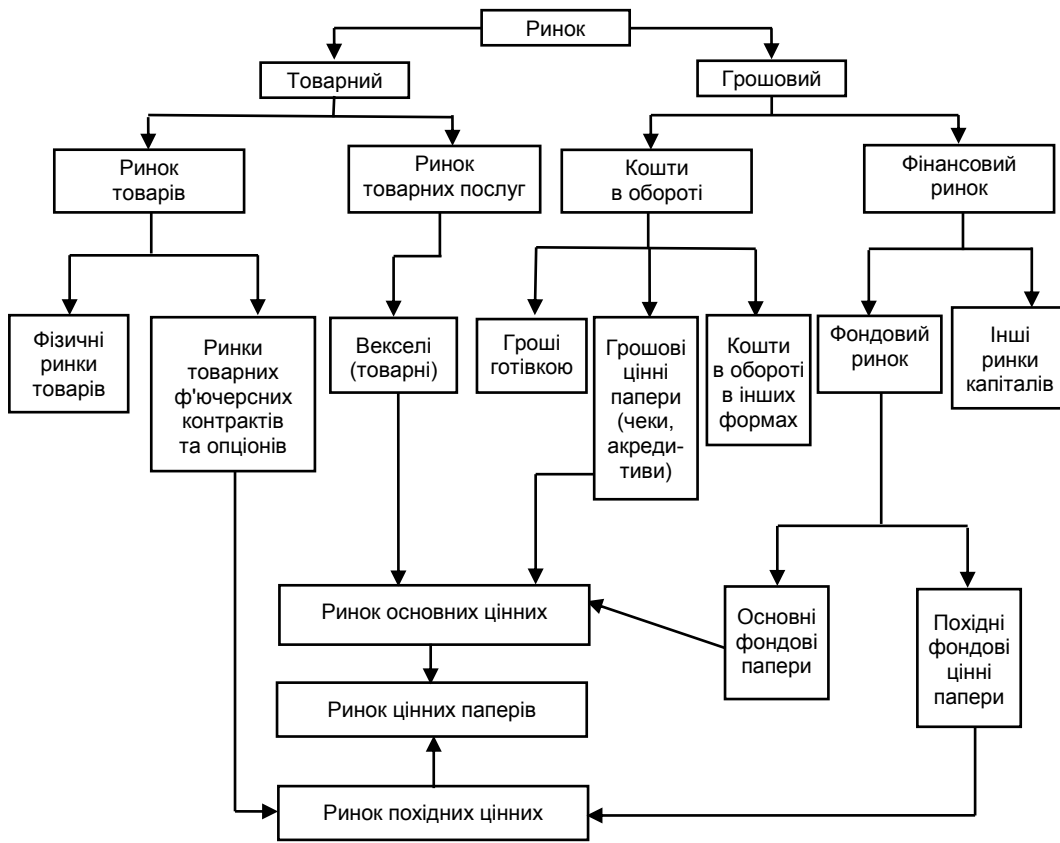 Ринок
Товарний
Грошовий
Ринок
товарів
Ринок
товарних послуг
Кошти
в обороті
Фінансовий
ринок
Фізичні
ринки
товарів
Ринки
товарних
ф'ючерсних
контрактів
та опціонів
Векселі
(товарні)
Гроші
готівкою
Грошові
цінні
папери
(чеки,
акреди-
тиви)
Кошти
в обороті
в інших
формах
Фондовий
ринок
Інші
ринки
капіталів
Ринок основних цінних
Основні
фондові
папери
Похідні
фондові
цінні
папери
Ринок цінних паперів
Ринок похідних цінних